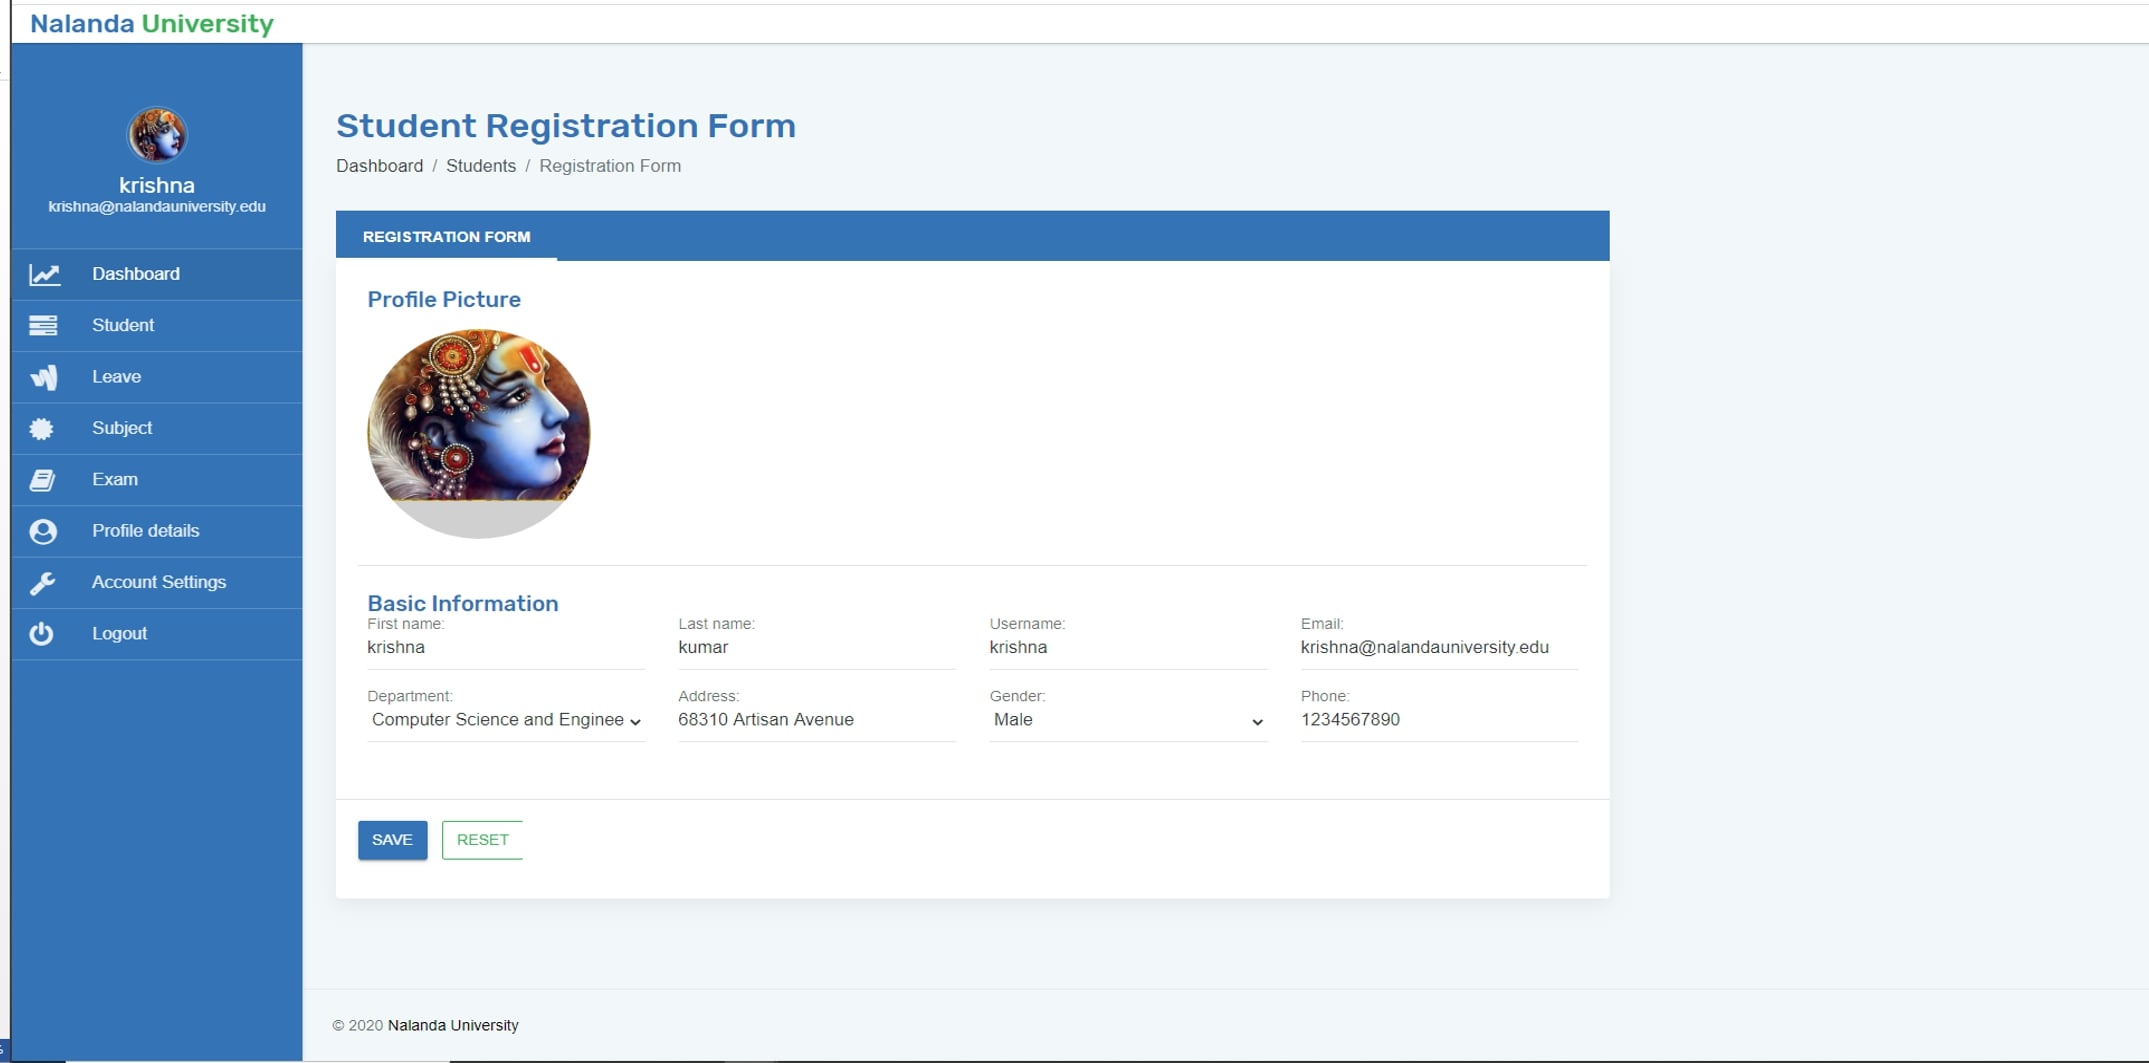 Nalanda University
krishna
krishna@nalandauniversity.edu
Dashboard
Student
Leave
Subject
Exam
Profile details
Account Settings
Logout
Student Registration Form
Dashboard / Students / Registration Form
REGISTRATION FORM
Profile Picture
Basic Information
First name: Last name: Username: Email:
krishna kumar krishna krishna@nalandauniversity.edu
Department: Address: Gender: Phone:
Computer Science and Enginee 68310 Artisan Avenue Male 1234567890
SAVE RESET
© 2020 Nalanda University